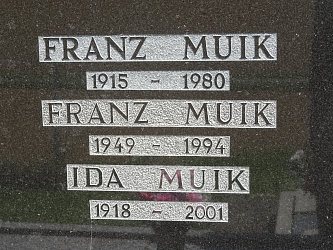 FRANZ MUIK
1915 - 1980
FRANZ MUIK
1949 - 1994
IDA MUIK
1918 - 2001